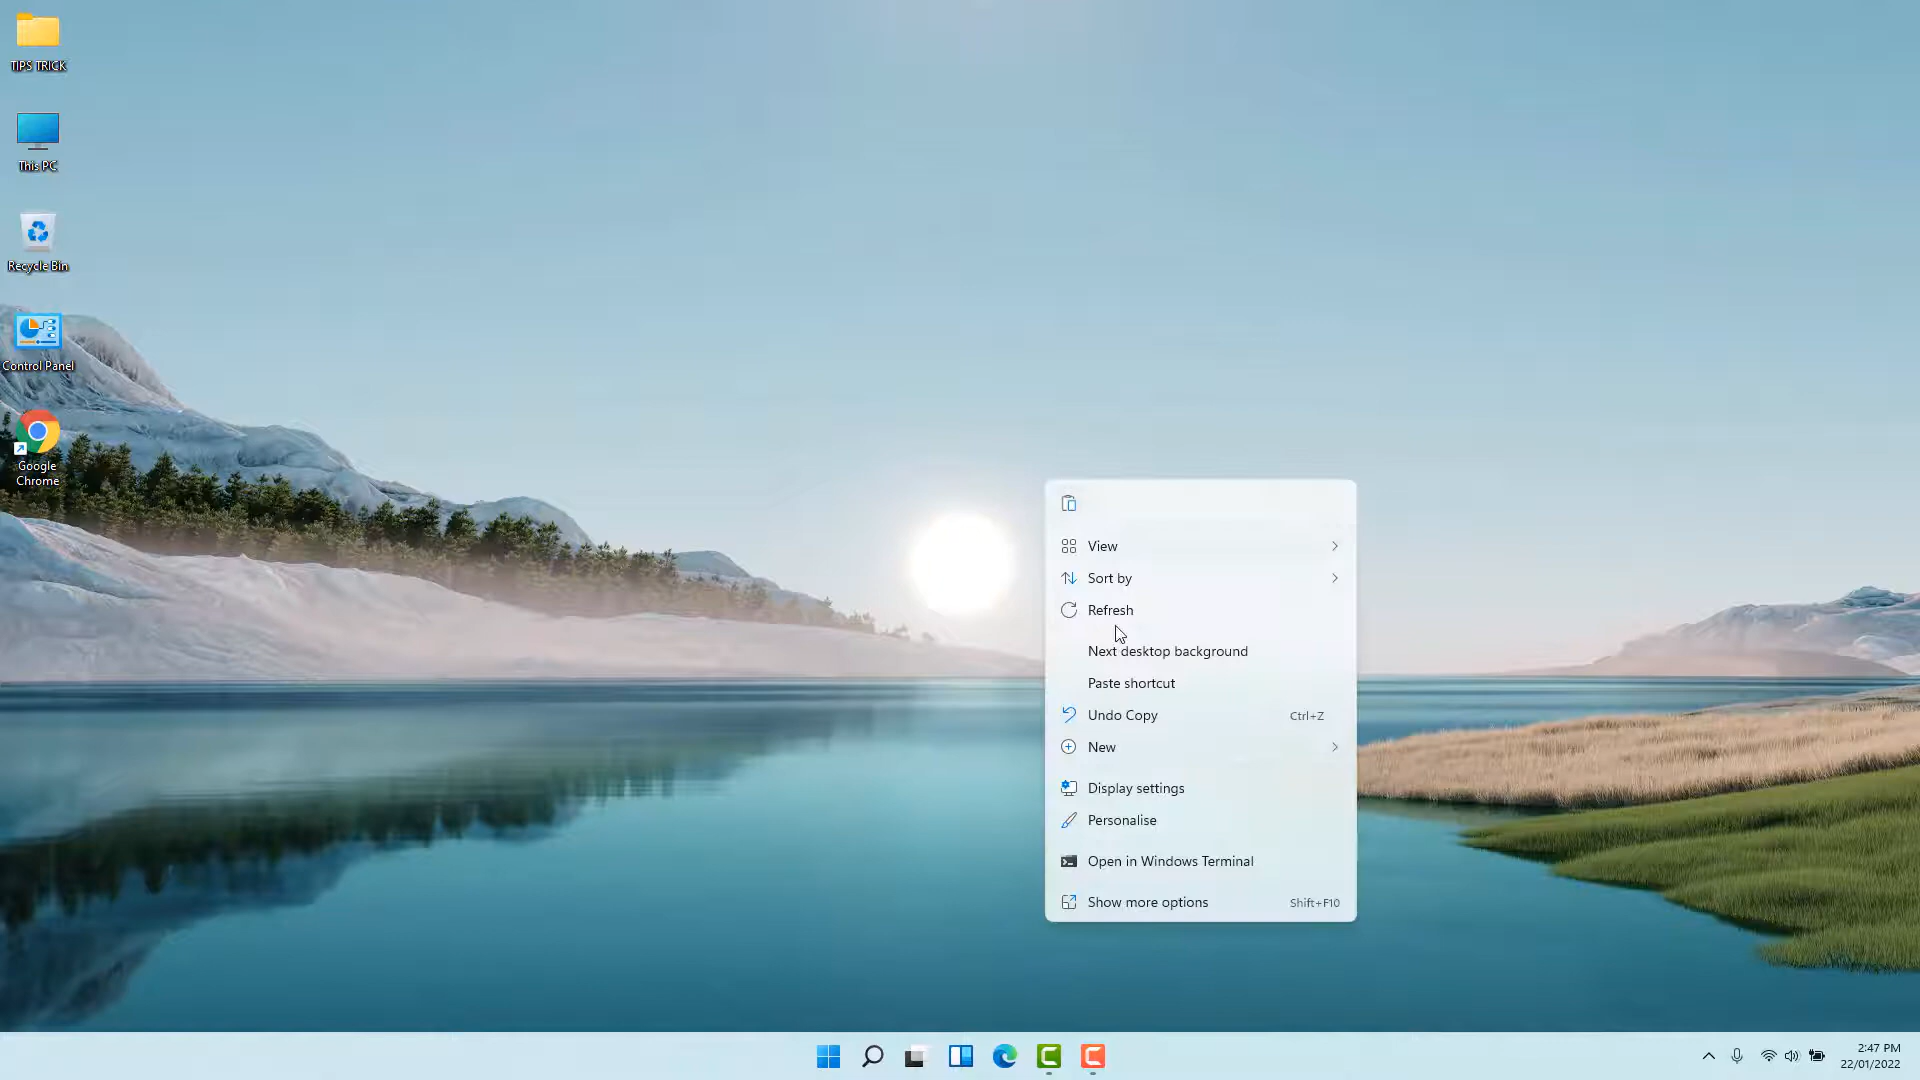 TIPS TRICK
This PC
Recycle Bin
Control Panel
Google
Chrome
View
Sort by
Refresh
Next desktop background
Paste shortcut
Undo Copy Ctrl+Z
New
Display settings
Personalise
Open in Windows Terminal
Show more options Shift+F10
2:47 PM
22/01/2022